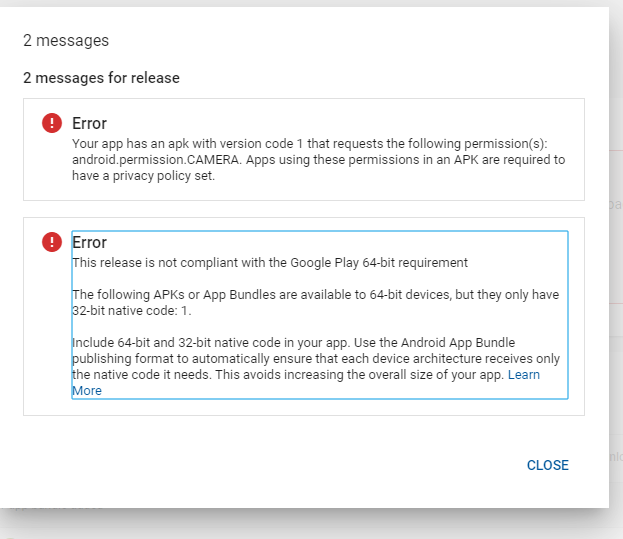 2 messages
2 messages for release
Error
Your app has an apk with version code 1 that requests the following permission(s):
android.permission.CAMERA. Apps using these permissions in an APK are required to
have a privacy policy set.
Error
This release is not compliant with the Google Play 64-bit requirement
The following APKs or App Bundles are available to 64-bit devices, but they only have
32-bit native code: 1.
Include 64-bit and 32-bit native code in your app. Use the Android App Bundle
publishing format to automatically ensure that each device architecture receives only
the native code it needs. This avoids increasing the overall size of your app. Learn
More
CLOSE